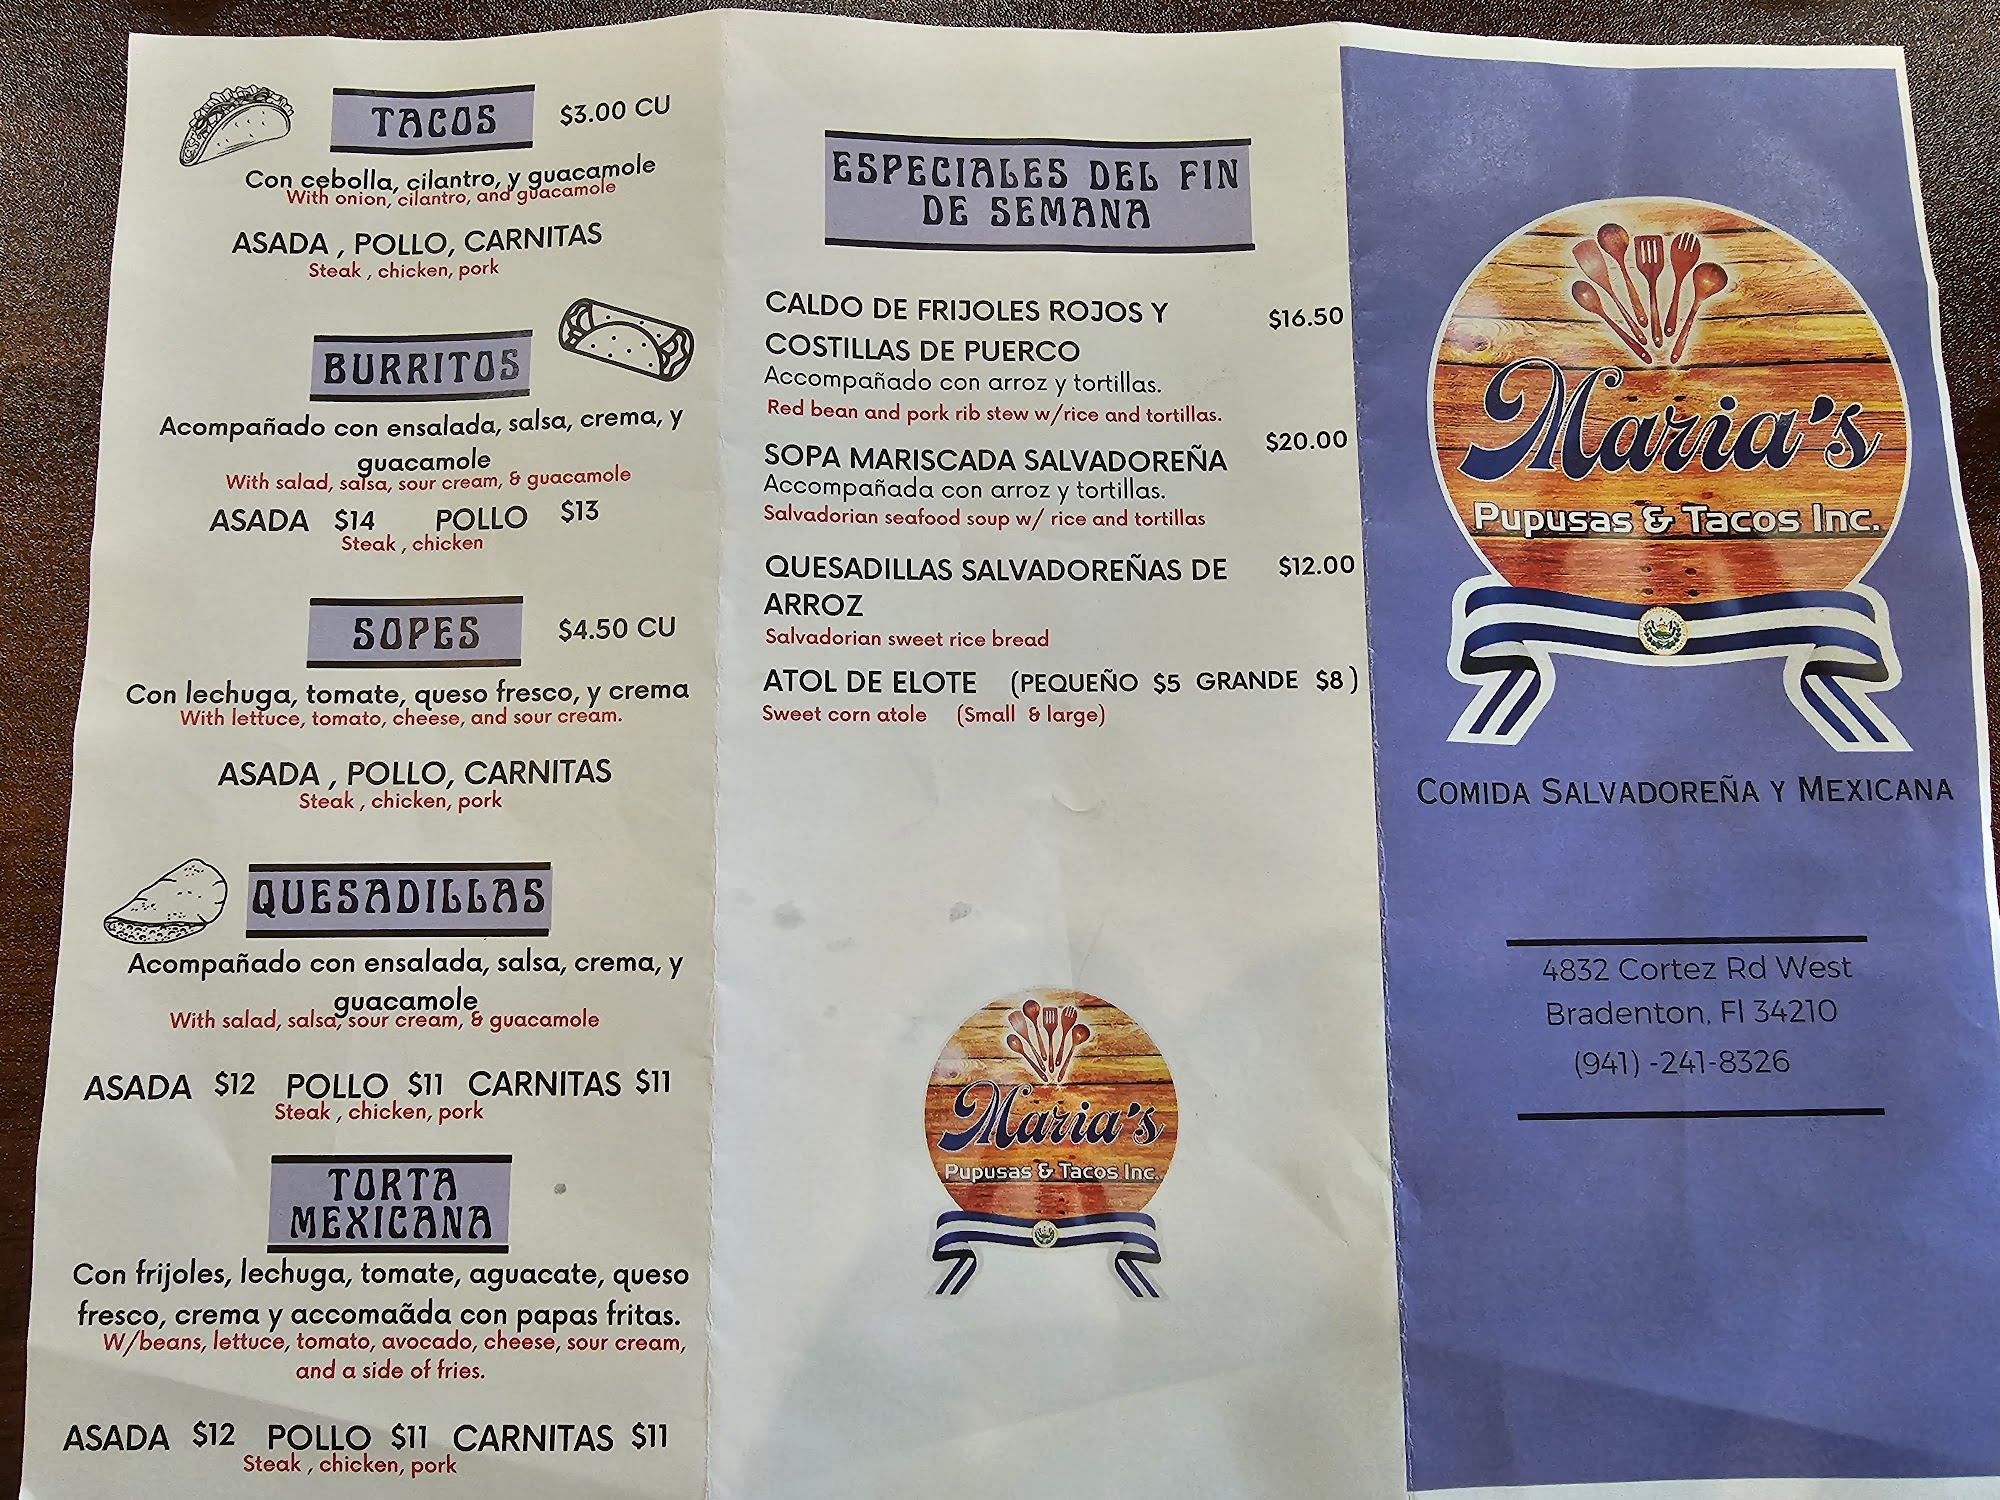 TACOS $3.00 CU
Con cebolla, cilantro, y guacamole
With onion, cilantro, and guacamole
ASADA , POLLO, CARNITAS
Steak , chicken, pork
BURRITOS
Acompañado con ensalada, salsa, crema, y
guacamole
With salad, salsa, sour cream, & guacamole
ASADA $14 POLLO $13
Steak , chicken
SOPES $4.50 CU
Con lechuga, tomate, queso fresco, y crema
With lettuce, tomato, cheese, and sour cream.
ASADA , POLLO, CARNITAS
Steak , chicken, pork
QUESADILLAS
Acompañado con ensalada, salsa, crema, y
guacamole
With salad, salsa, sour cream, & guacamole
ASADA $12 POLLO $11 CARNITAS $11
Steak , chicken, pork
TORTA
MEXICANA
Con frijoles, lechuga, tomate, aguacate, queso
fresco, crema y accomaãda con papas fritas.
W/beans, lettuce, tomato, avocado, cheese, sour cream,
and a side of fries.
ASADA $12 POLLO $11 CARNITAS $11
Steak , chicken, pork
ESPECIALES DEL FIN
DE SEMANA
CALDO DE FRIJOLES ROJOS Y $16.50
COSTILLAS DE PUERCO
Accompañado con arroz y tortillas.
Red bean and pork rib stew w/rice and tortillas.
SOPA MARISCADA SALVADOREÑA $20.00
Accompañada con arroz y tortillas.
Salvadorian seafood soup w/ rice and tortillas
QUESADILLAS SALVADOREÑAS DE $12.00
ARROZ
Salvadorian sweet rice bread
ATOL DE ELOTE (PEQUEÑO $5 GRANDE $8 )
Sweet corn atole (Small & large)
Maria's
Pupusas & Tacos Inc.
Maria's
Pupusas & Tacos Inc.
COMIDA SALVADOREÑA Y MEXICANA
4832 Cortez Rd West
Bradenton, Fl 34210
(941) -241-8326